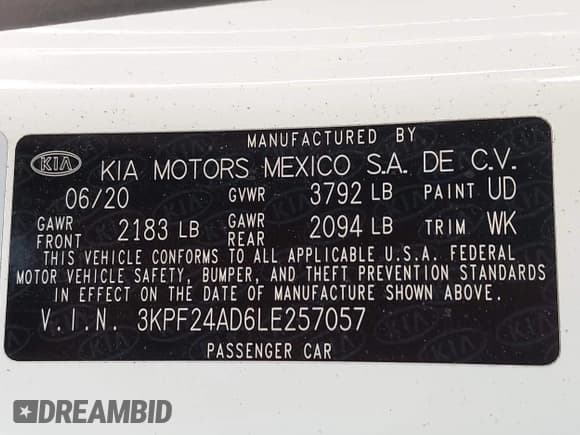 MANUFACTURED BY
KIA KIA MOTORS MEXICO S.A. DE C.V.
06/20 GVWR 3792 LB PAINT UD
GAWR FRONT 2183 LB GAWR REAR 2094 LB TRIM WK
THIS VEHICLE CONFORMS TO ALL APPLICABLE U.S.A. FEDERAL
MOTOR VEHICLE SAFETY, BUMPER, AND THEFT PREVENTION STANDARDS
IN EFFECT ON THE DATE OF MANUFACTURE SHOWN ABOVE.
V.I.N. 3KPF24AD6LE257057
PASSENGER CAR
DREAMBID